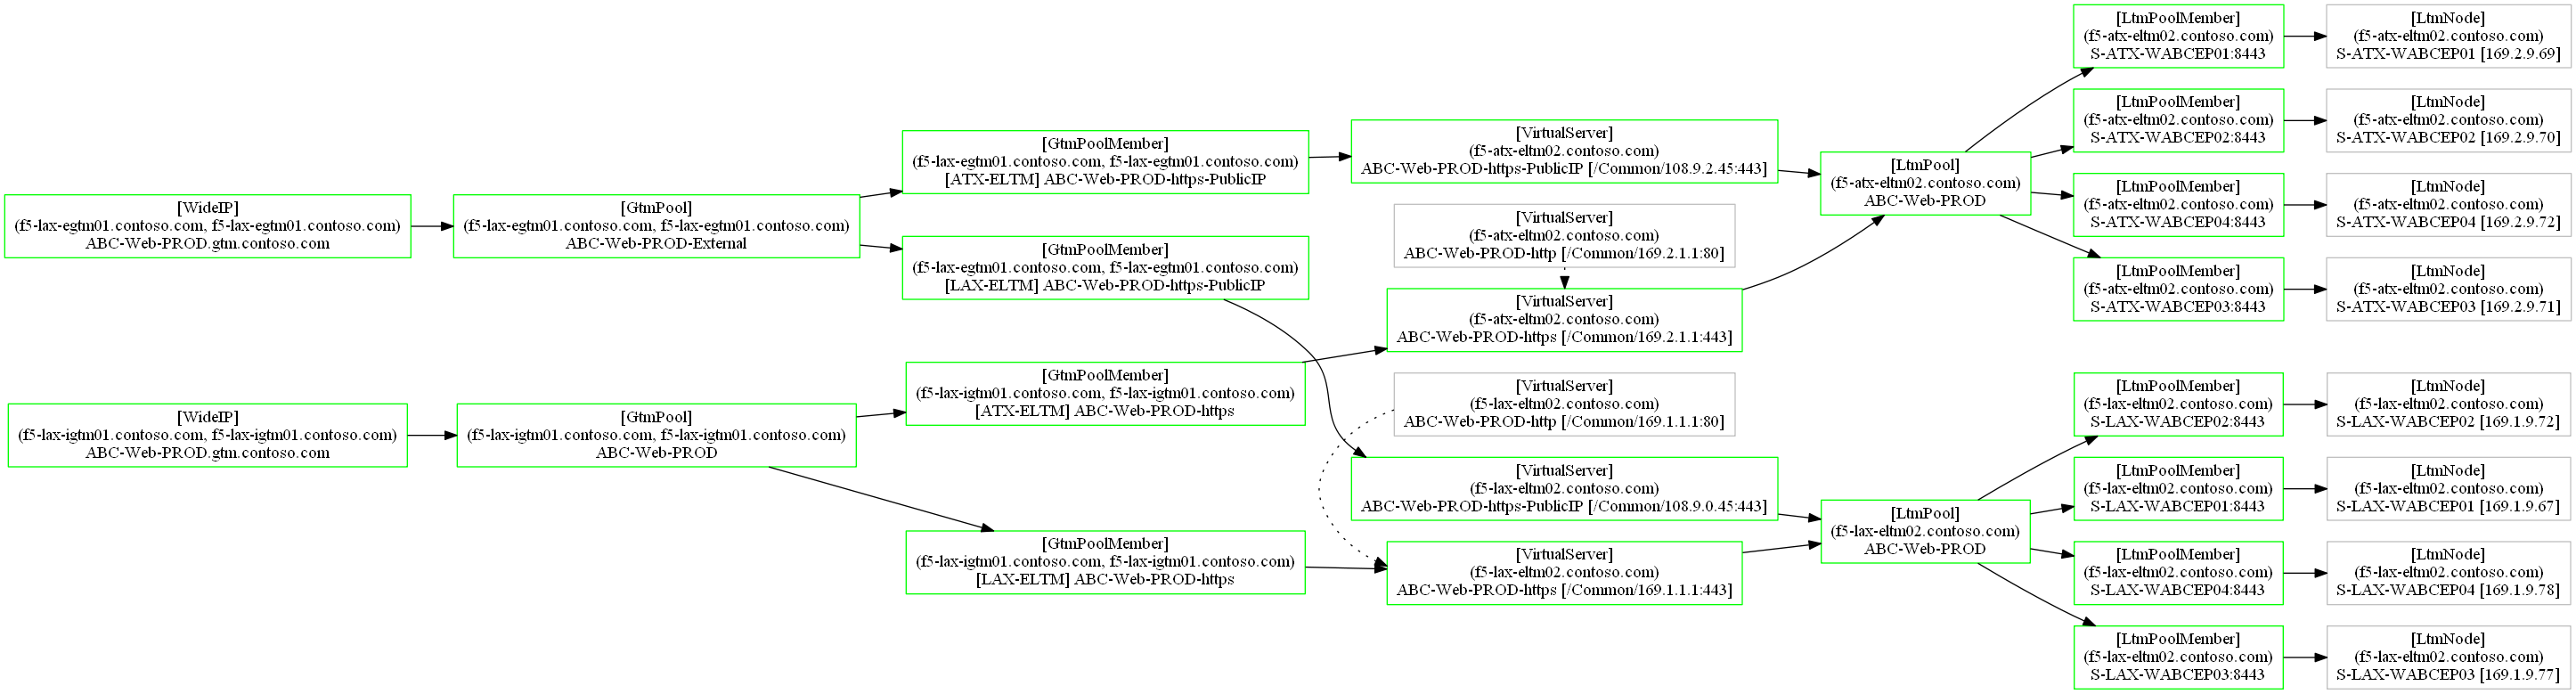 [WideIP]
(f5-lax-egtm01.contoso.com, f5-lax-egtm01.contoso.com)
ABC-Web-PROD.gtm.contoso.com
[GtmPool]
(f5-lax-egtm01.contoso.com, f5-lax-egtm01.contoso.com)
ABC-Web-PROD-External
[GtmPoolMember]
(f5-lax-egtm01.contoso.com, f5-lax-egtm01.contoso.com)
[ATX-ELTM] ABC-Web-PROD-https-PublicIP
[GtmPoolMember]
(f5-lax-egtm01.contoso.com, f5-lax-egtm01.contoso.com)
[LAX-ELTM] ABC-Web-PROD-https-PublicIP
[WideIP]
(f5-lax-igtm01.contoso.com, f5-lax-igtm01.contoso.com)
ABC-Web-PROD.gtm.contoso.com
[GtmPool]
(f5-lax-igtm01.contoso.com, f5-lax-igtm01.contoso.com)
ABC-Web-PROD
[GtmPoolMember]
(f5-lax-igtm01.contoso.com, f5-lax-igtm01.contoso.com)
[ATX-ELTM] ABC-Web-PROD-https
[GtmPoolMember]
(f5-lax-igtm01.contoso.com, f5-lax-igtm01.contoso.com)
[LAX-ELTM] ABC-Web-PROD-https
[VirtualServer]
(f5-atx-eltm02.contoso.com)
ABC-Web-PROD-https-PublicIP [/Common/108.9.2.45:443]
[VirtualServer]
(f5-atx-eltm02.contoso.com)
ABC-Web-PROD-http [/Common/169.2.1.1:80]
[VirtualServer]
(f5-atx-eltm02.contoso.com)
ABC-Web-PROD-https [/Common/169.2.1.1:443]
[VirtualServer]
(f5-lax-eltm02.contoso.com)
ABC-Web-PROD-http [/Common/169.1.1.1:80]
[VirtualServer]
(f5-lax-eltm02.contoso.com)
ABC-Web-PROD-https-PublicIP [/Common/108.9.0.45:443]
[VirtualServer]
(f5-lax-eltm02.contoso.com)
ABC-Web-PROD-https [/Common/169.1.1.1:443]
[LtmPool]
(f5-atx-eltm02.contoso.com)
ABC-Web-PROD
[LtmPool]
(f5-lax-eltm02.contoso.com)
ABC-Web-PROD
[LtmPoolMember]
(f5-atx-eltm02.contoso.com)
S-ATX-WABCEP01:8443
[LtmNode]
(f5-atx-eltm02.contoso.com)
S-ATX-WABCEP01 [169.2.9.69]
[LtmPoolMember]
(f5-atx-eltm02.contoso.com)
S-ATX-WABCEP02:8443
[LtmNode]
(f5-atx-eltm02.contoso.com)
S-ATX-WABCEP02 [169.2.9.70]
[LtmPoolMember]
(f5-atx-eltm02.contoso.com)
S-ATX-WABCEP04:8443
[LtmNode]
(f5-atx-eltm02.contoso.com)
S-ATX-WABCEP04 [169.2.9.72]
[LtmPoolMember]
(f5-atx-eltm02.contoso.com)
S-ATX-WABCEP03:8443
[LtmNode]
(f5-atx-eltm02.contoso.com)
S-ATX-WABCEP03 [169.2.9.71]
[LtmPoolMember]
(f5-lax-eltm02.contoso.com)
S-LAX-WABCEP02:8443
[LtmNode]
(f5-lax-eltm02.contoso.com)
S-LAX-WABCEP02 [169.1.9.72]
[LtmPoolMember]
(f5-lax-eltm02.contoso.com)
S-LAX-WABCEP01:8443
[LtmNode]
(f5-lax-eltm02.contoso.com)
S-LAX-WABCEP01 [169.1.9.67]
[LtmPoolMember]
(f5-lax-eltm02.contoso.com)
S-LAX-WABCEP04:8443
[LtmNode]
(f5-lax-eltm02.contoso.com)
S-LAX-WABCEP04 [169.1.9.78]
[LtmPoolMember]
(f5-lax-eltm02.contoso.com)
S-LAX-WABCEP03:8443
[LtmNode]
(f5-lax-eltm02.contoso.com)
S-LAX-WABCEP03 [169.1.9.77]